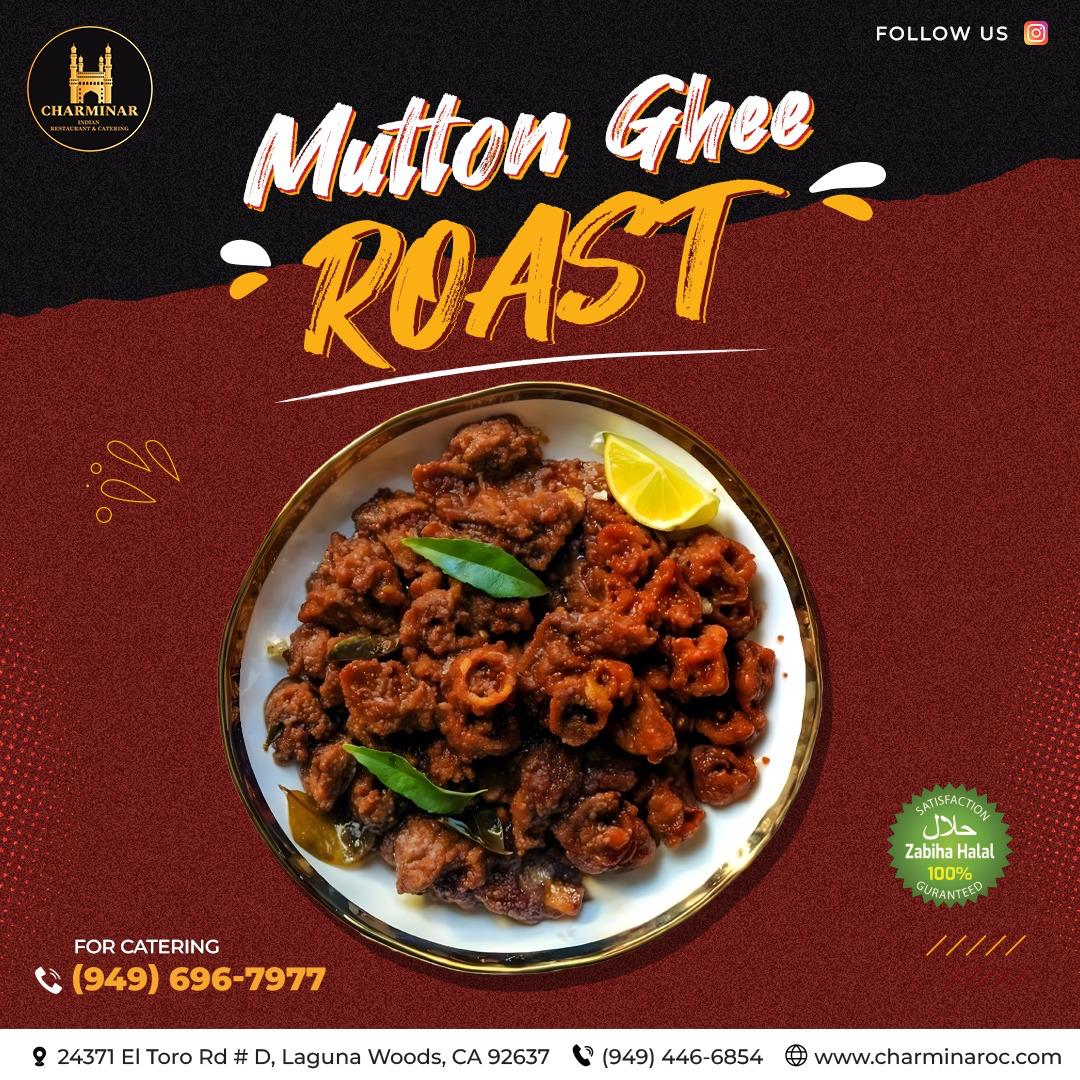 CHARMINAR
INDIAN
RESTAURANT & CATERING
FOLLOW US
Mutton Ghee
ROAST
SATISFACTION
حلال
Zabiha Halal
100%
GURANTEED
FOR CATERING
(949) 696-7977
24371 El Toro Rd # D, Laguna Woods, CA 92637 (949) 446-6854 www.charminaroc.com